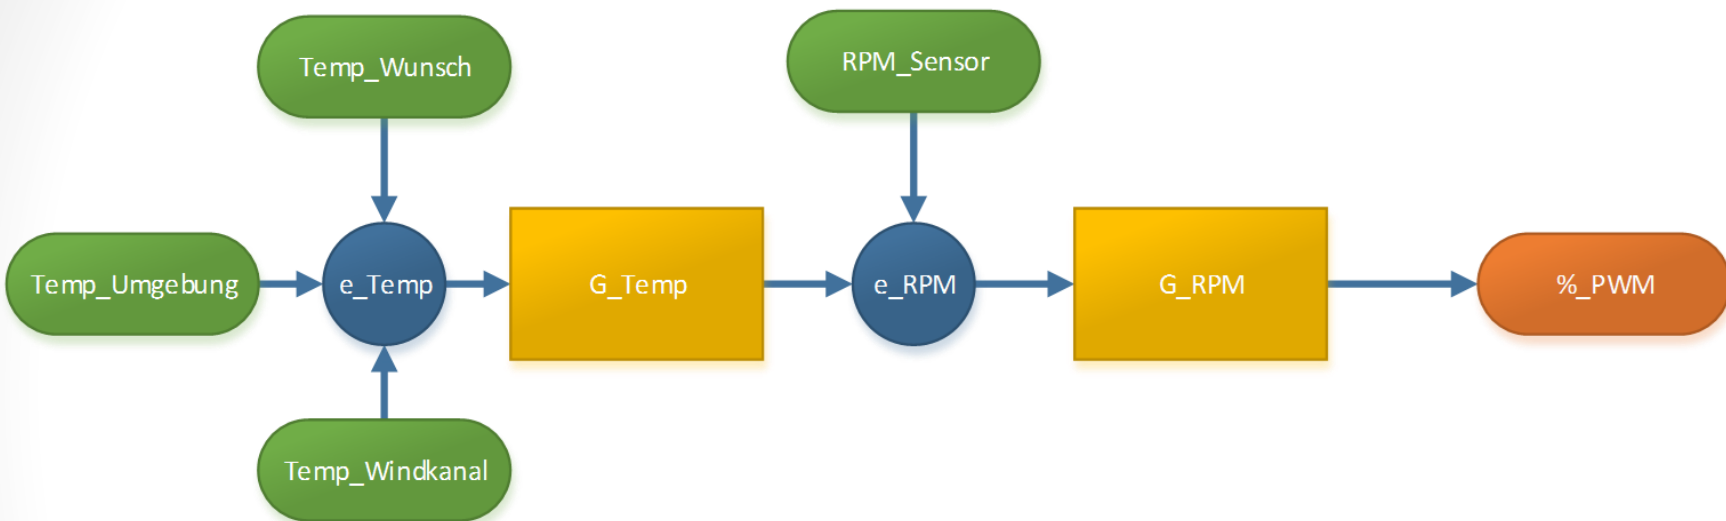 Temp_Wunsch
RPM_Sensor
Temp_Umgebung
e_Temp
G_Temp
e_RPM
G_RPM
%_PWM
Temp_Windkanal